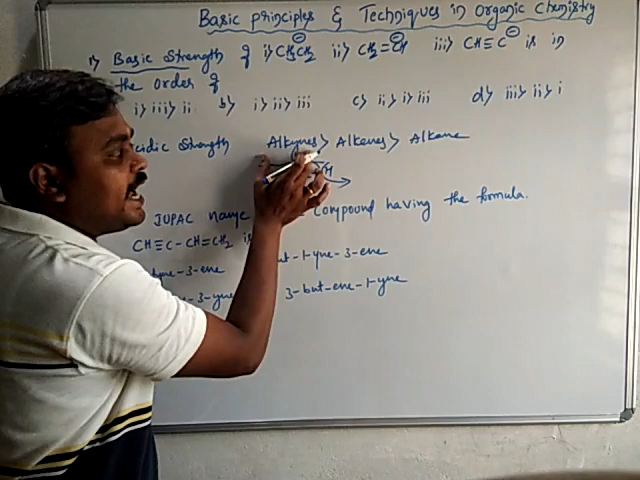 Basic principles & Techniques in Organic Chemistry
1) Basic Strength of i) CH3CH2⊖ ii) CH2=CH⊖ iii) CH≡C⊖ is in
the order of
i> iii> ii b) i> ii> iii c) ii> i> iii d) iii> ii> i
cidic Strength Alkynes> Alkenes> Alkane
H
IUPAC name compound having the formula.
CH≡C-CH=CH2 is
yne-3-ene ut-1-yne-3-ene
-3-yne 3-but-ene-1-yne